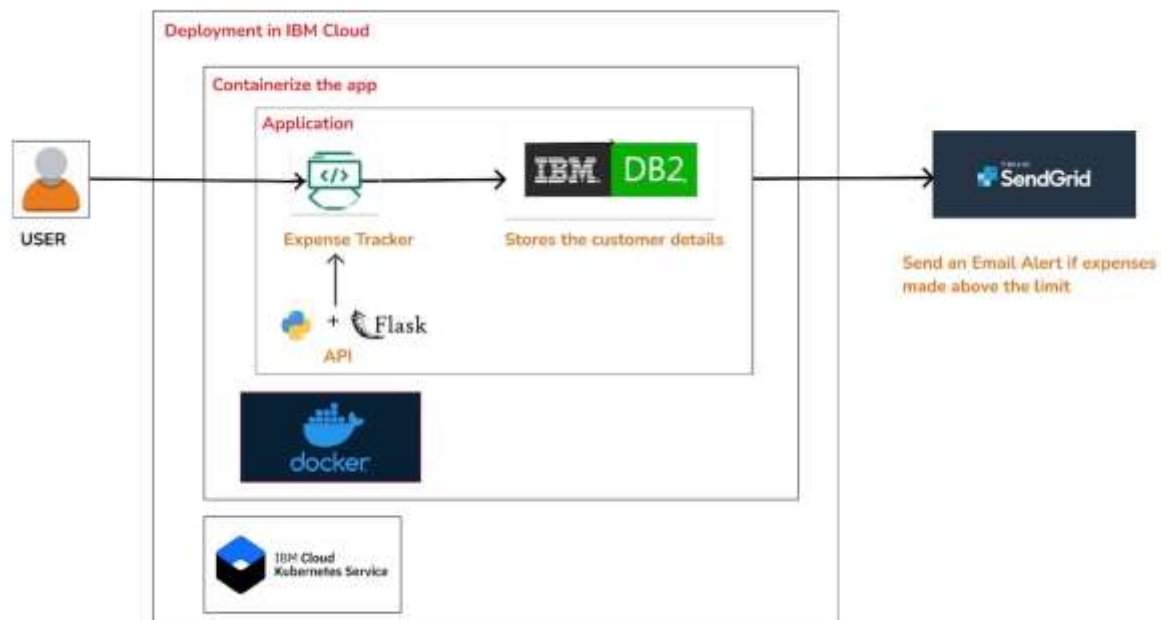 Deployment in IBM Cloud
Containerize the app
Application
</>
IBM DB2
SendGrid
USER
Expense Tracker
Stores the customer details
Send an Email Alert if expenses
made above the limit
+ Flask
API
docker
IBM Cloud
Kubernetes Service